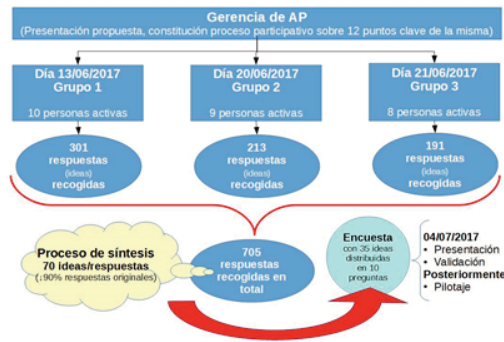 Gerencia de AP
(Presentación propuesta, constitución proceso participativo sobre 12 puntos clave de la misma)
Día 13/06/2017
Grupo 1
10 personas activas
Día 20/06/2017
Grupo 2
9 personas activas
Día 21/06/2017
Grupo 3
8 personas activas
301
respuestas
(ideas)
recogidas
213
respuestas
(ideas)
recogidas
191
respuestas
(ideas)
recogidas
Proceso de síntesis
70 ideas/respuestas
(↓90% respuestas originales)
705
respuestas
recogidas en
total
Encuesta
con 35 ideas
distribuidas
en 10
preguntas
04/07/2017
• Presentación
• Validación
Posteriormente
• Pilotaje